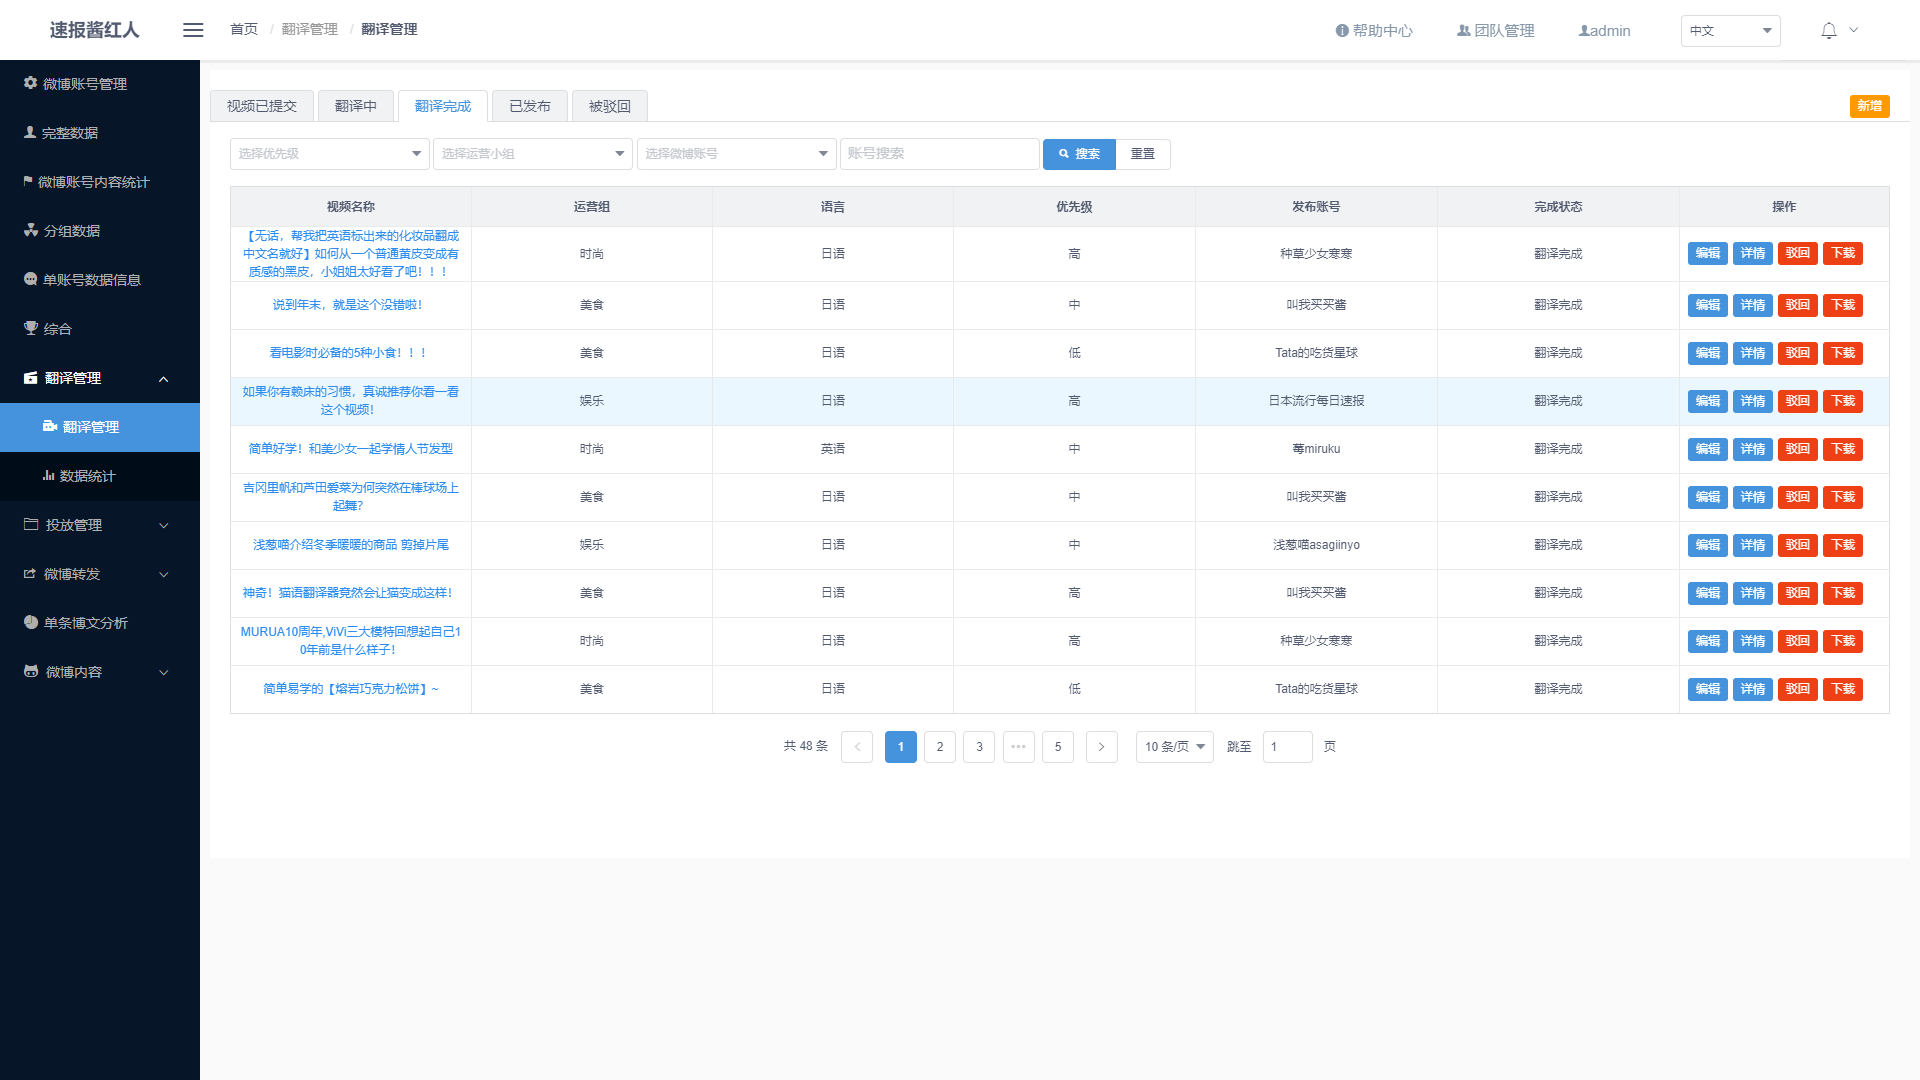 速报酱红人
首页 / 翻译管理 / 翻译管理
帮助中心
团队管理
admin
中文
微博账号管理
完整数据
微博账号内容统计
分组数据
单账号数据信息
综合
翻译管理
翻译管理
数据统计
投放管理
微博转发
单条博文分析
微博内容
视频已提交 翻译中 翻译完成 已发布 被驳回
新增
选择优先级 选择运营小组 选择微博账号 账号搜索 搜索 重置
视频名称 运营组 语言 优先级 发布账号 完成状态 操作
【无话，帮我把英语标出来的化妆品翻成
中文名就好】如何从一个普通黄皮变成有
质感的黑皮，小姐姐太好看了吧！！！
时尚 日语 高 种草少女寒寒 翻译完成 编辑 详情 驳回 下载
说到年末，就是这个没错啦！ 美食 日语 中 叫我买买酱 翻译完成 编辑 详情 驳回 下载
看电影时必备的5种小食！！！ 美食 日语 低 Tata的吃货星球 翻译完成 编辑 详情 驳回 下载
如果你有赖床的习惯，真诚推荐你看一看
这个视频！
娱乐 日语 高 日本流行每日速报 翻译完成 编辑 详情 驳回 下载
简单好学！和美少女一起学情人节发型 时尚 英语 中 莓miruku 翻译完成 编辑 详情 驳回 下载
吉冈里帆和芦田爱菜为何突然在棒球场上
起舞?
美食 日语 中 叫我买买酱 翻译完成 编辑 详情 驳回 下载
浅葱喵介绍冬季暖暖的商品 剪掉片尾 娱乐 日语 中 浅葱喵asagiinyo 翻译完成 编辑 详情 驳回 下载
神奇！猫语翻译器竟然会让猫变成这样！ 美食 日语 高 叫我买买酱 翻译完成 编辑 详情 驳回 下载
MURUA10周年,ViVi三大模特回想起自己1
0年前是什么样子！
时尚 日语 高 种草少女寒寒 翻译完成 编辑 详情 驳回 下载
简单易学的【熔岩巧克力松饼】~ 美食 日语 低 Tata的吃货星球 翻译完成 编辑 详情 驳回 下载
共 48 条 1 2 3 ••• 5 10 条/页 跳至 1 页